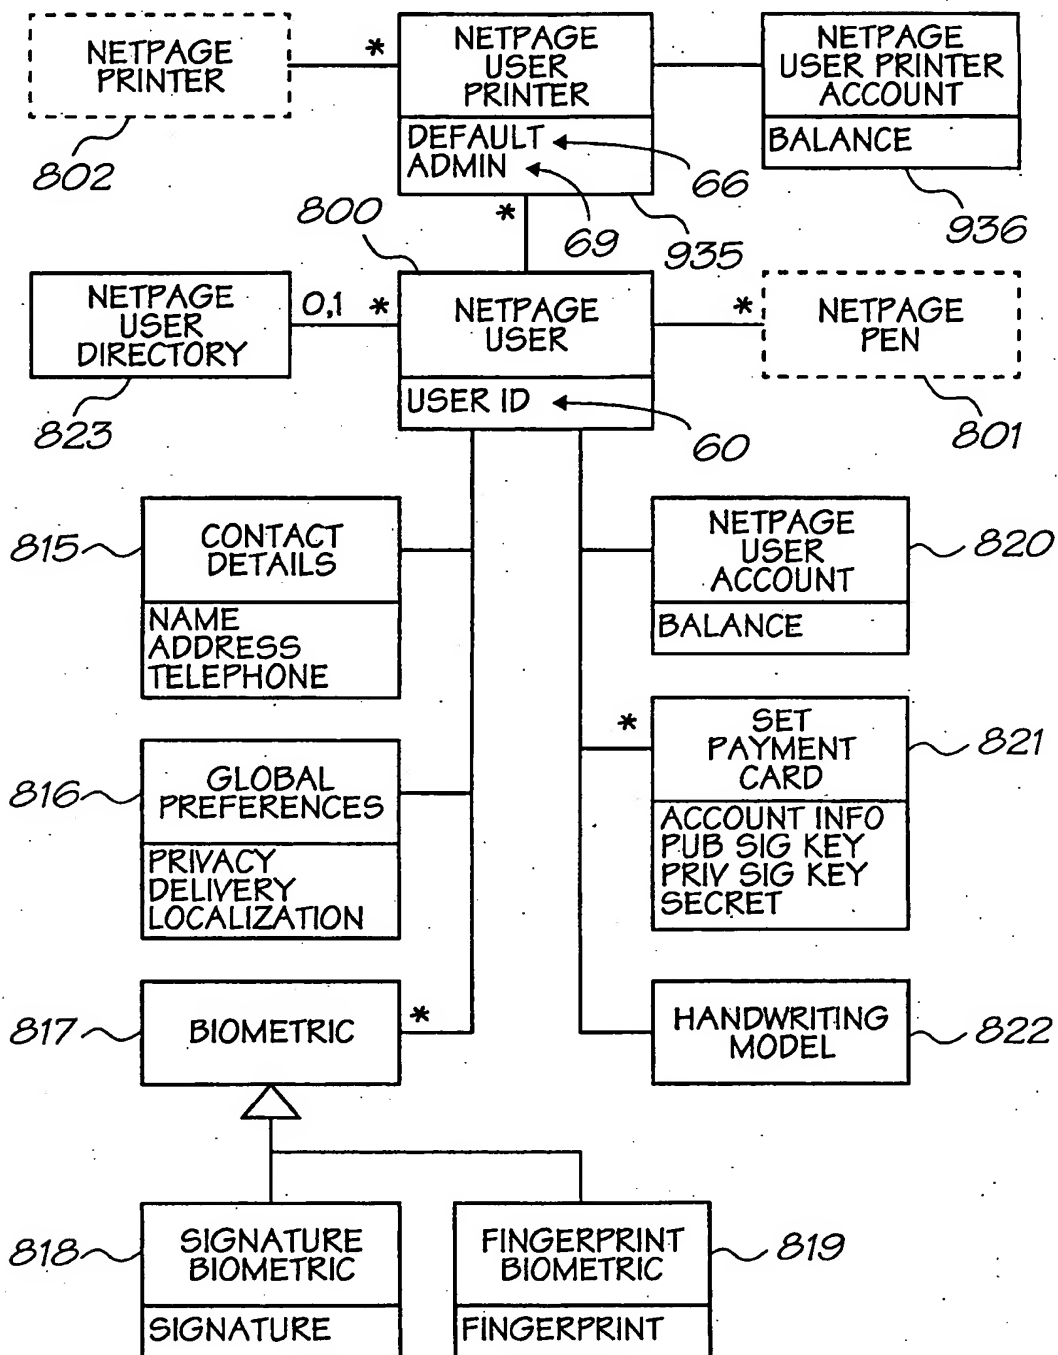 NETPAGE
PRINTER
802
*
NETPAGE
USER
PRINTER
DEFAULT
ADMIN
66
69
935
NETPAGE
USER PRINTER
ACCOUNT
BALANCE
936
*
800
NETPAGE
USER
DIRECTORY
823
0,1
*
NETPAGE
USER
USER ID
60
*
NETPAGE
PEN
801
815
CONTACT
DETAILS
NAME
ADDRESS
TELEPHONE
NETPAGE
USER
ACCOUNT
BALANCE
820
816
GLOBAL
PREFERENCES
PRIVACY
DELIVERY
LOCALIZATION
*
SET
PAYMENT
CARD
ACCOUNT INFO
PUB SIG KEY
PRIV SIG KEY
SECRET
821
817
BIOMETRIC
*
HANDWRITING
MODEL
822
818
SIGNATURE
BIOMETRIC
SIGNATURE
FINGERPRINT
BIOMETRIC
FINGERPRINT
819